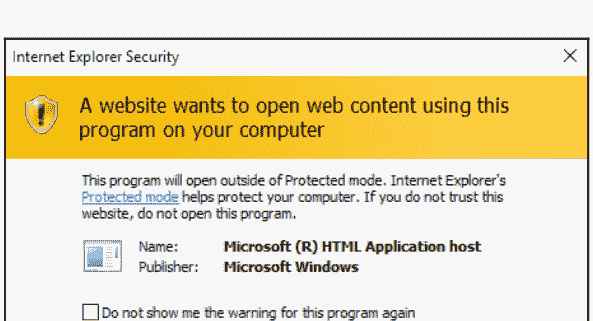 Internet Explorer Security
A website wants to open web content using this
program on your computer
This program will open outside of Protected mode. Internet Explorer's
Protected mode helps protect your computer. If you do not trust this
website, do not open this program.
Name: Microsoft (R) HTML Application host
Publisher: Microsoft Windows
Do not show me the warning for this program again